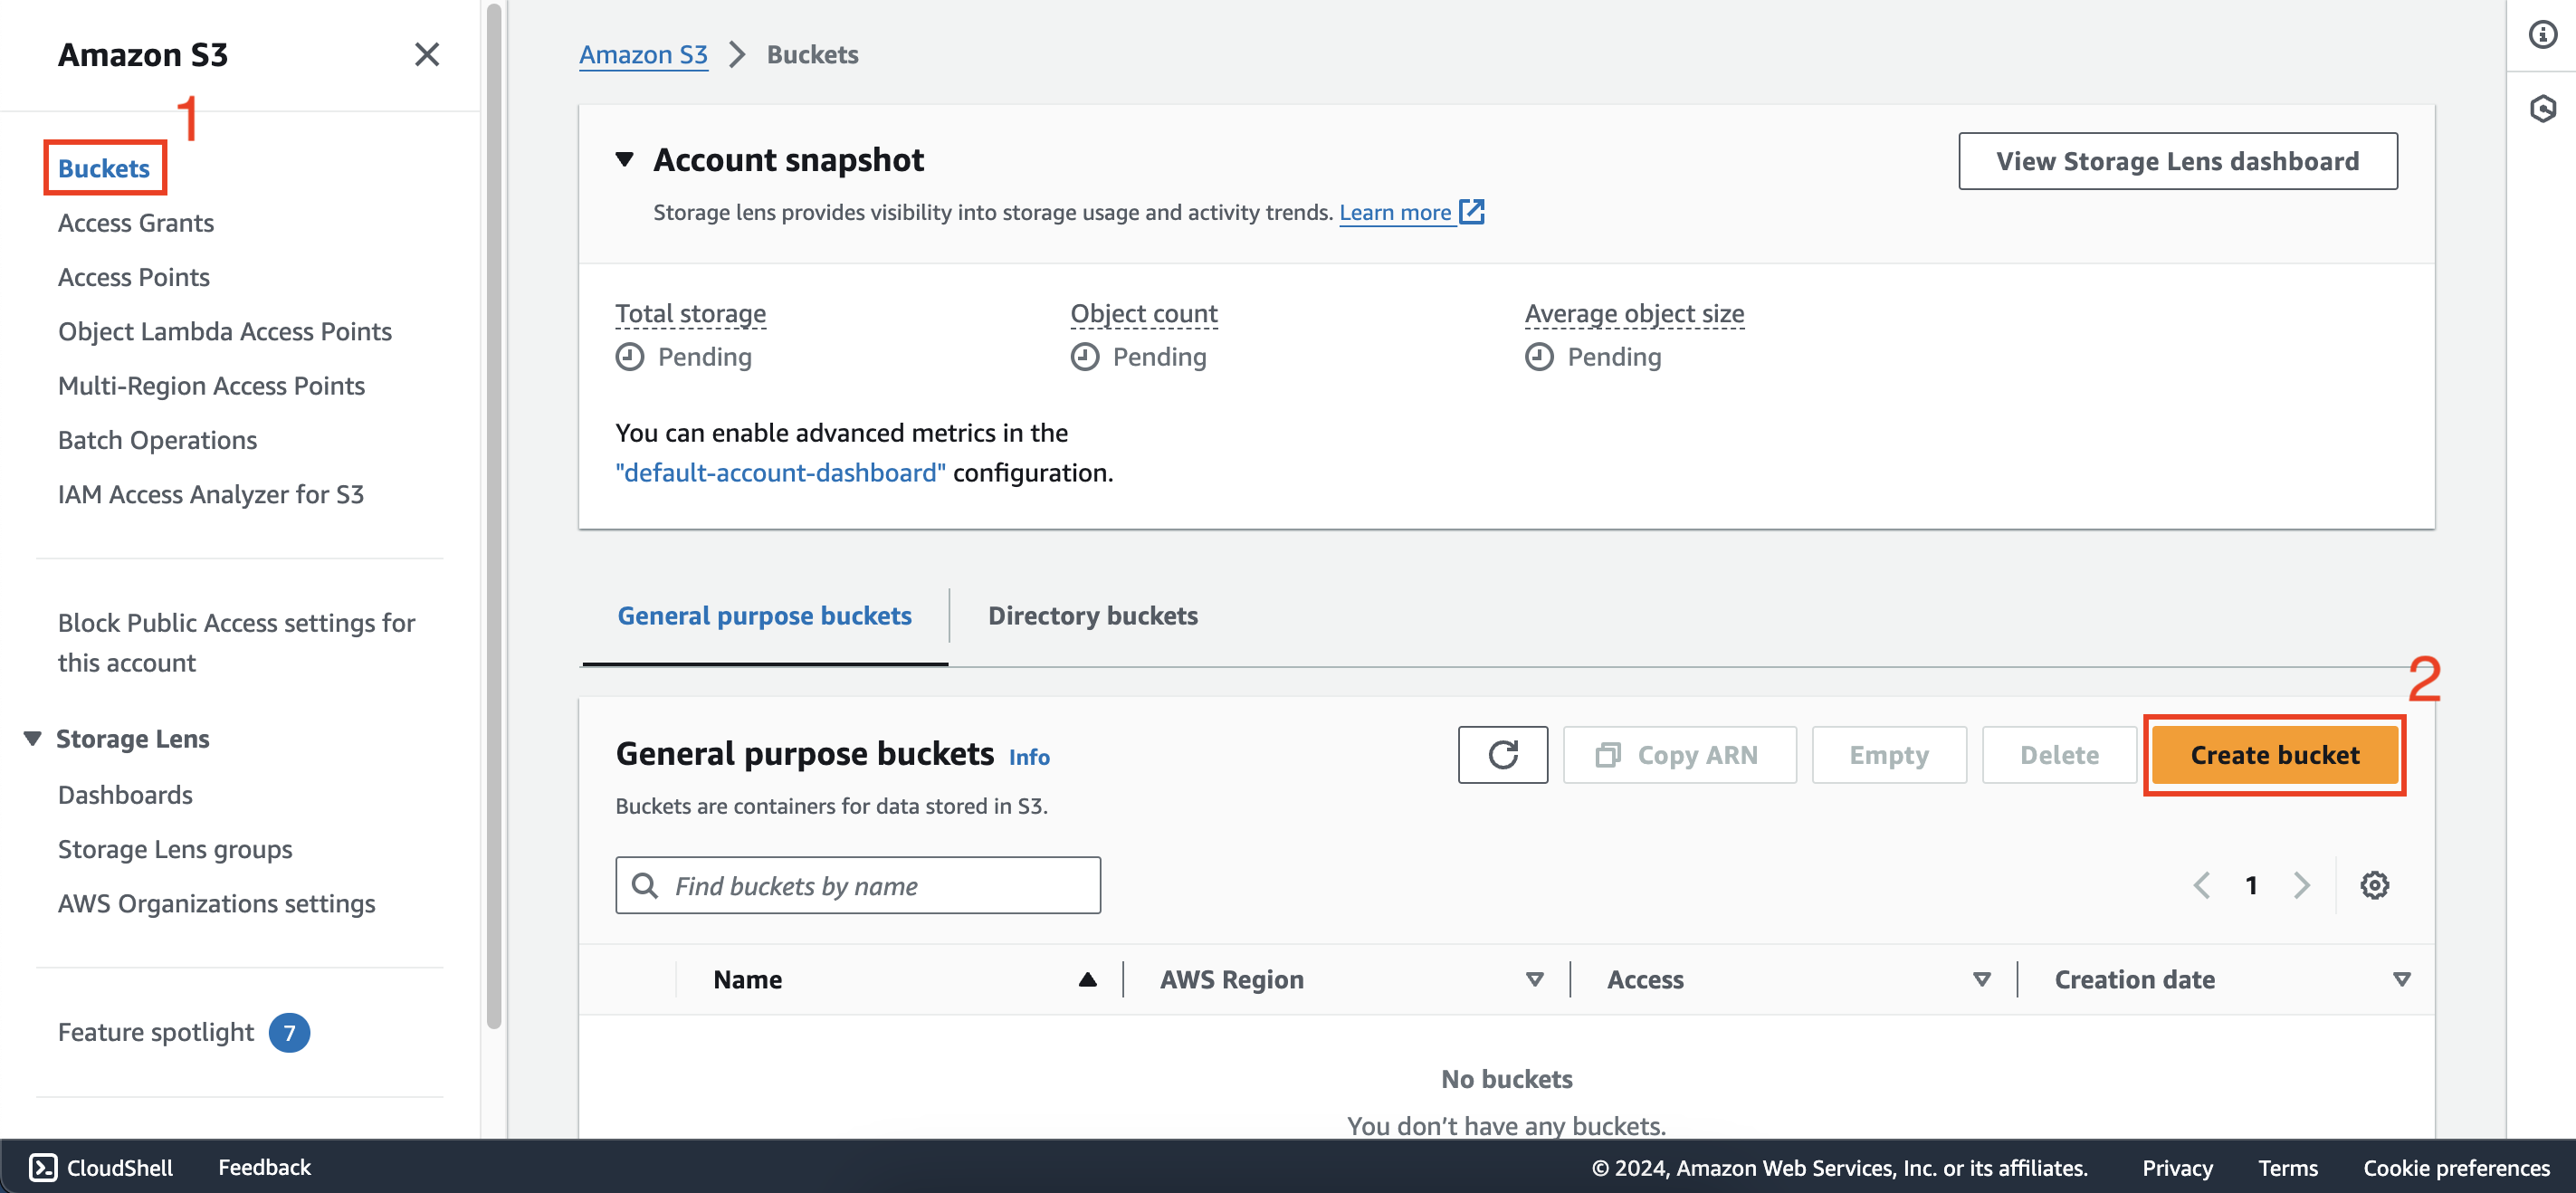 Amazon S3
1
Buckets
Access Grants
Access Points
Object Lambda Access Points
Multi-Region Access Points
Batch Operations
IAM Access Analyzer for S3
Block Public Access settings for
this account
Storage Lens
Dashboards
Storage Lens groups
AWS Organizations settings
Feature spotlight 7
Amazon S3 > Buckets
Account snapshot
View Storage Lens dashboard
Storage lens provides visibility into storage usage and activity trends. Learn more
Total storage
Pending
Object count
Pending
Average object size
Pending
You can enable advanced metrics in the
"default-account-dashboard" configuration.
General purpose buckets
Directory buckets
2
General purpose buckets Info
Copy ARN
Empty
Delete
Create bucket
Buckets are containers for data stored in S3.
Find buckets by name
1
Name
AWS Region
Access
Creation date
No buckets
You don't have any buckets.
CloudShell
Feedback
© 2024, Amazon Web Services, Inc. or its affiliates.
Privacy
Terms
Cookie preferences